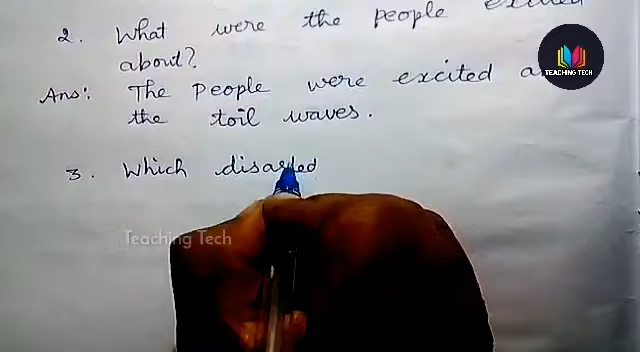 2. What were the people excited
about?
TEACHING TECH
Ans: The people were excited a
the toil waves.
3. Which
Teaching Tech